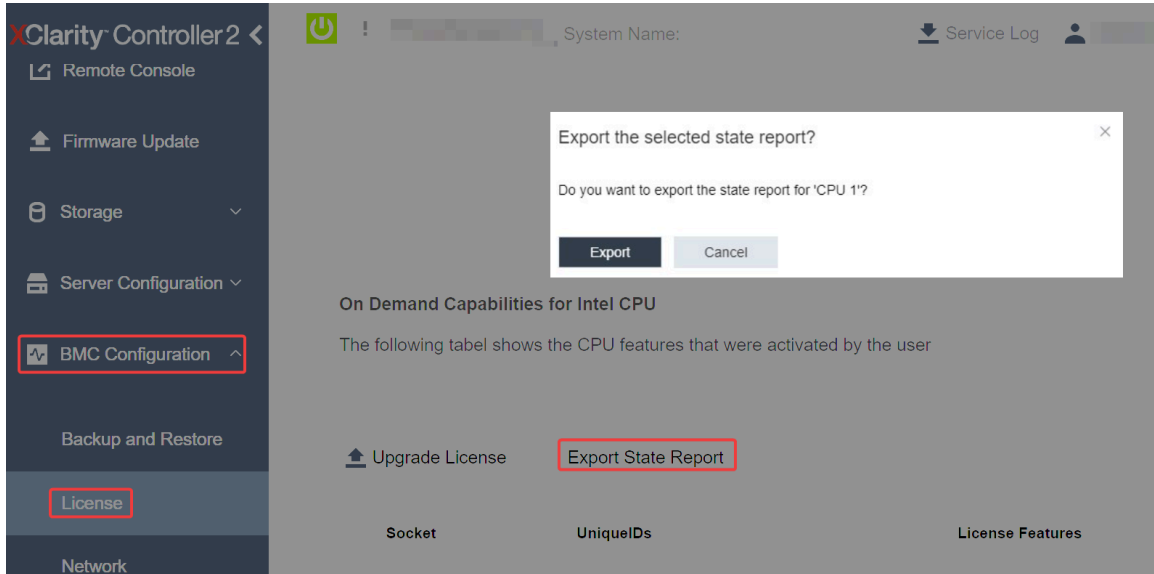 XClarity Controller 2
System Name:
Service Log
Remote Console
Firmware Update
Storage
Server Configuration
BMC Configuration
Backup and Restore
License
Network
Export the selected state report?
Do you want to export the state report for 'CPU 1'?
Export
Cancel
On Demand Capabilities for Intel CPU
The following tabel shows the CPU features that were activated by the user
Upgrade License
Export State Report
Socket
UniqueIDs
License Features